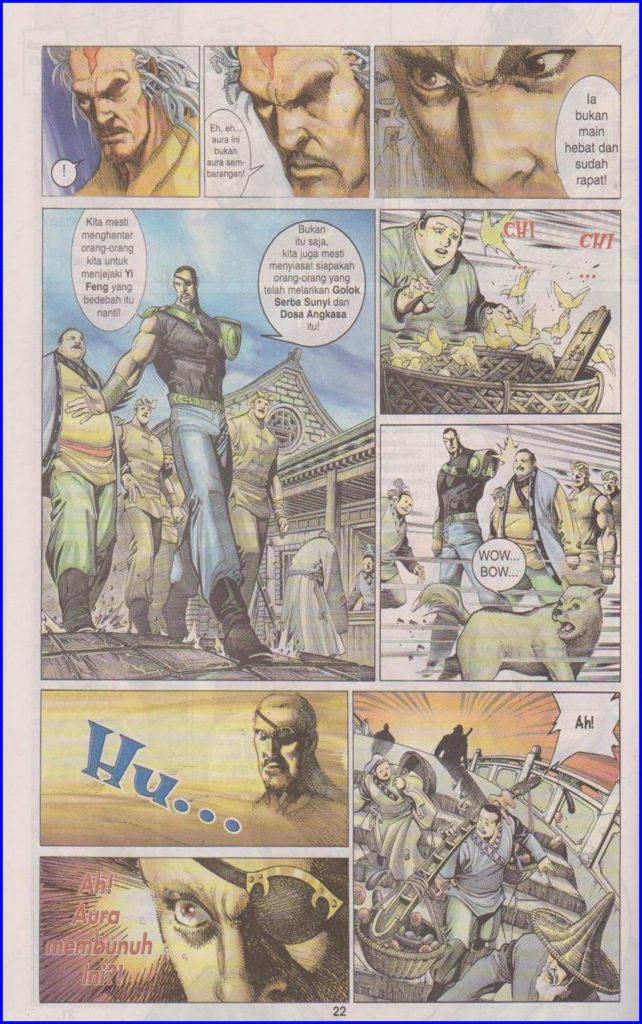 !
Eh, eh...
aura ini
bukan
aura sem-
barangan!
Ia
bukan
main
hebat dan
sudah
rapat!
Kita mesti
menghantar
orang-orang
kita untuk
menjejaki Yi
Feng yang
bedebah itu
nanti!
Bukan
itu saja,
kita juga mesti
menyiasat siapakah
orang-orang yang
telah melarikan Golok
Serba Sunyi dan
Dosa Angkasa
itu!
CHI
...
CHI
...
WOW...
BOW...
Hu...
Ah!
Ah!
Aura
membunuh
ini?!
22